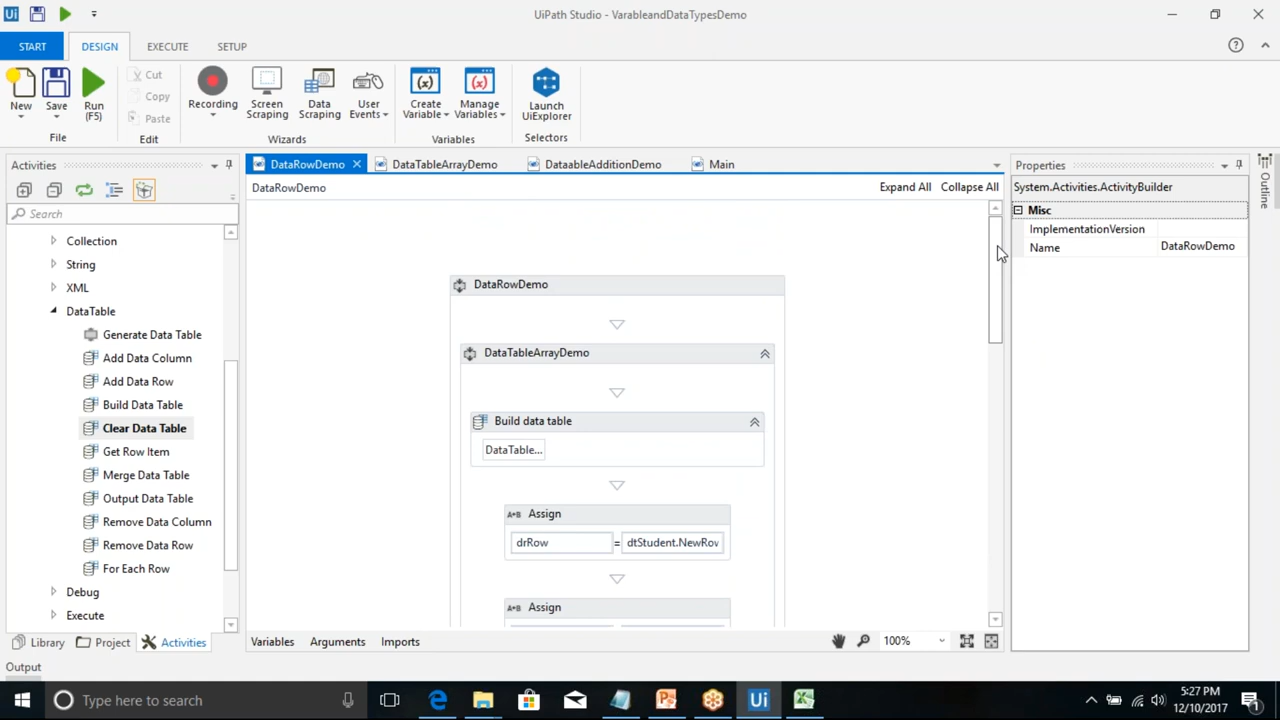 Ui
UiPath Studio - VarableandDataTypesDemo
START DESIGN EXECUTE SETUP
New Save Run (F5)
Cut
Copy
Paste
Recording Screen Scraping Data Scraping User Events
Create Variable Manage Variables
Launch UiExplorer
File Edit Wizards Variables Selectors
Activities
Search
Collection
String
XML
DataTable
Generate Data Table
Add Data Column
Add Data Row
Build Data Table
Clear Data Table
Get Row Item
Merge Data Table
Output Data Table
Remove Data Column
Remove Data Row
For Each Row
Debug
Execute
Library Project Activities
Output
DataRowDemo DataTableArrayDemo DataableAdditionDemo Main
DataRowDemo Expand All Collapse All
DataRowDemo
DataTableArrayDemo
Build data table
DataTable...
A+B Assign
drRow = dtStudent.NewRov
A+B Assign
Variables Arguments Imports 100%
Properties
System.Activities.ActivityBuilder
Misc
ImplementationVersion
Name DataRowDemo
Outline
Type here to search
Ui
5:27 PM
12/10/2017
1